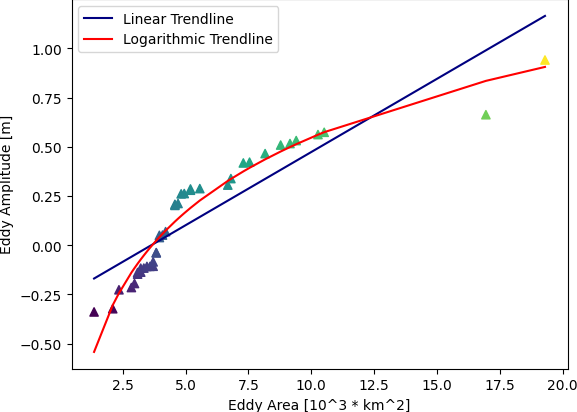 Linear Trendline
Logarithmic Trendline
Eddy Amplitude [m]
1.00
0.75
0.50
0.25
0.00
−0.25
−0.50
2.5 5.0 7.5 10.0 12.5 15.0 17.5 20.0
Eddy Area [10^3 * km^2]